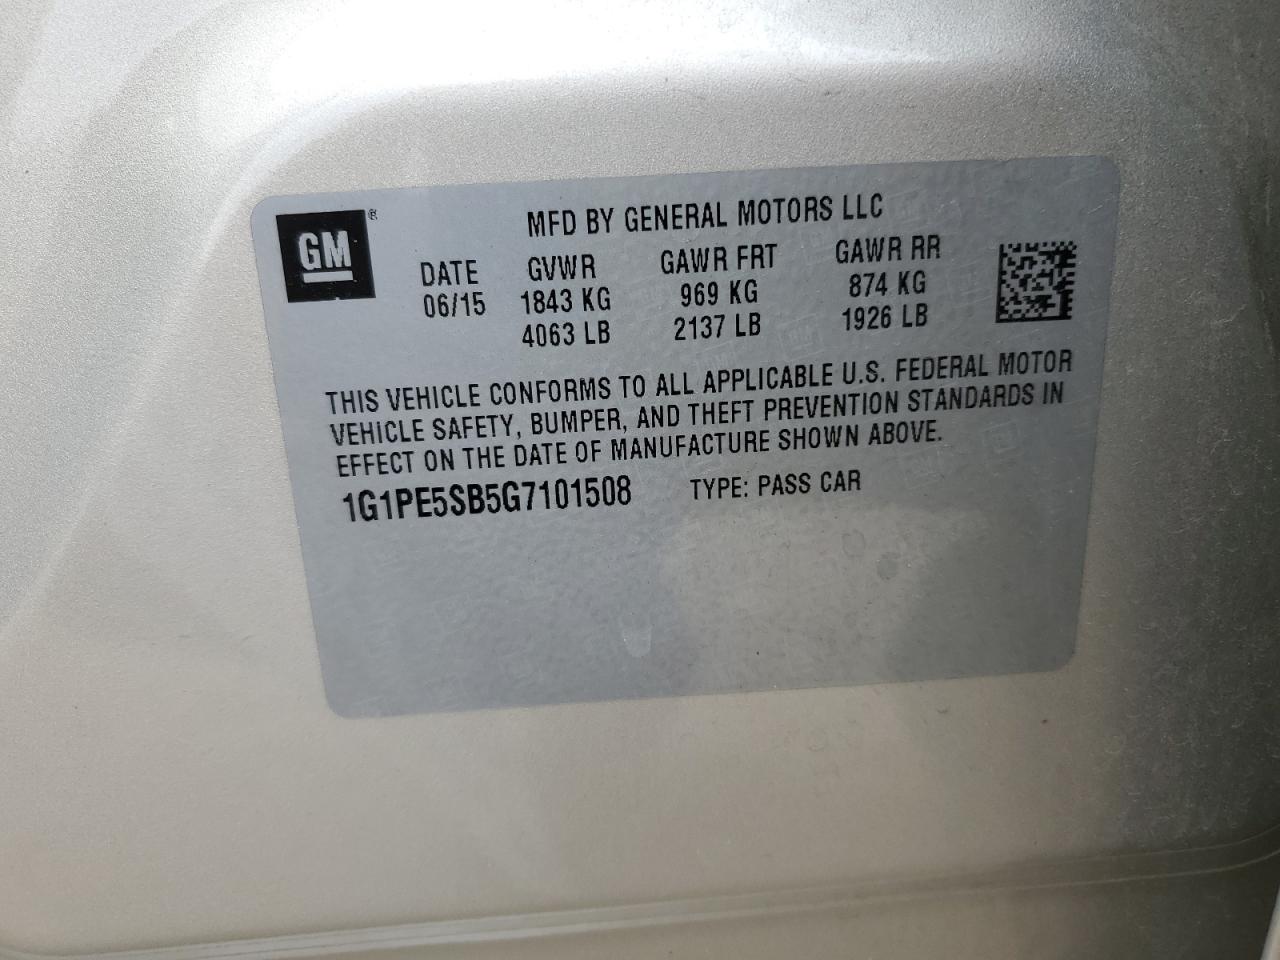 GM ®
MFD BY GENERAL MOTORS LLC
DATE GVWR GAWR FRT GAWR RR
06/15 1843 KG 969 KG 874 KG
4063 LB 2137 LB 1926 LB
THIS VEHICLE CONFORMS TO ALL APPLICABLE U.S. FEDERAL MOTOR
VEHICLE SAFETY, BUMPER, AND THEFT PREVENTION STANDARDS IN
EFFECT ON THE DATE OF MANUFACTURE SHOWN ABOVE.
1G1PE5SB5G7101508 TYPE: PASS CAR